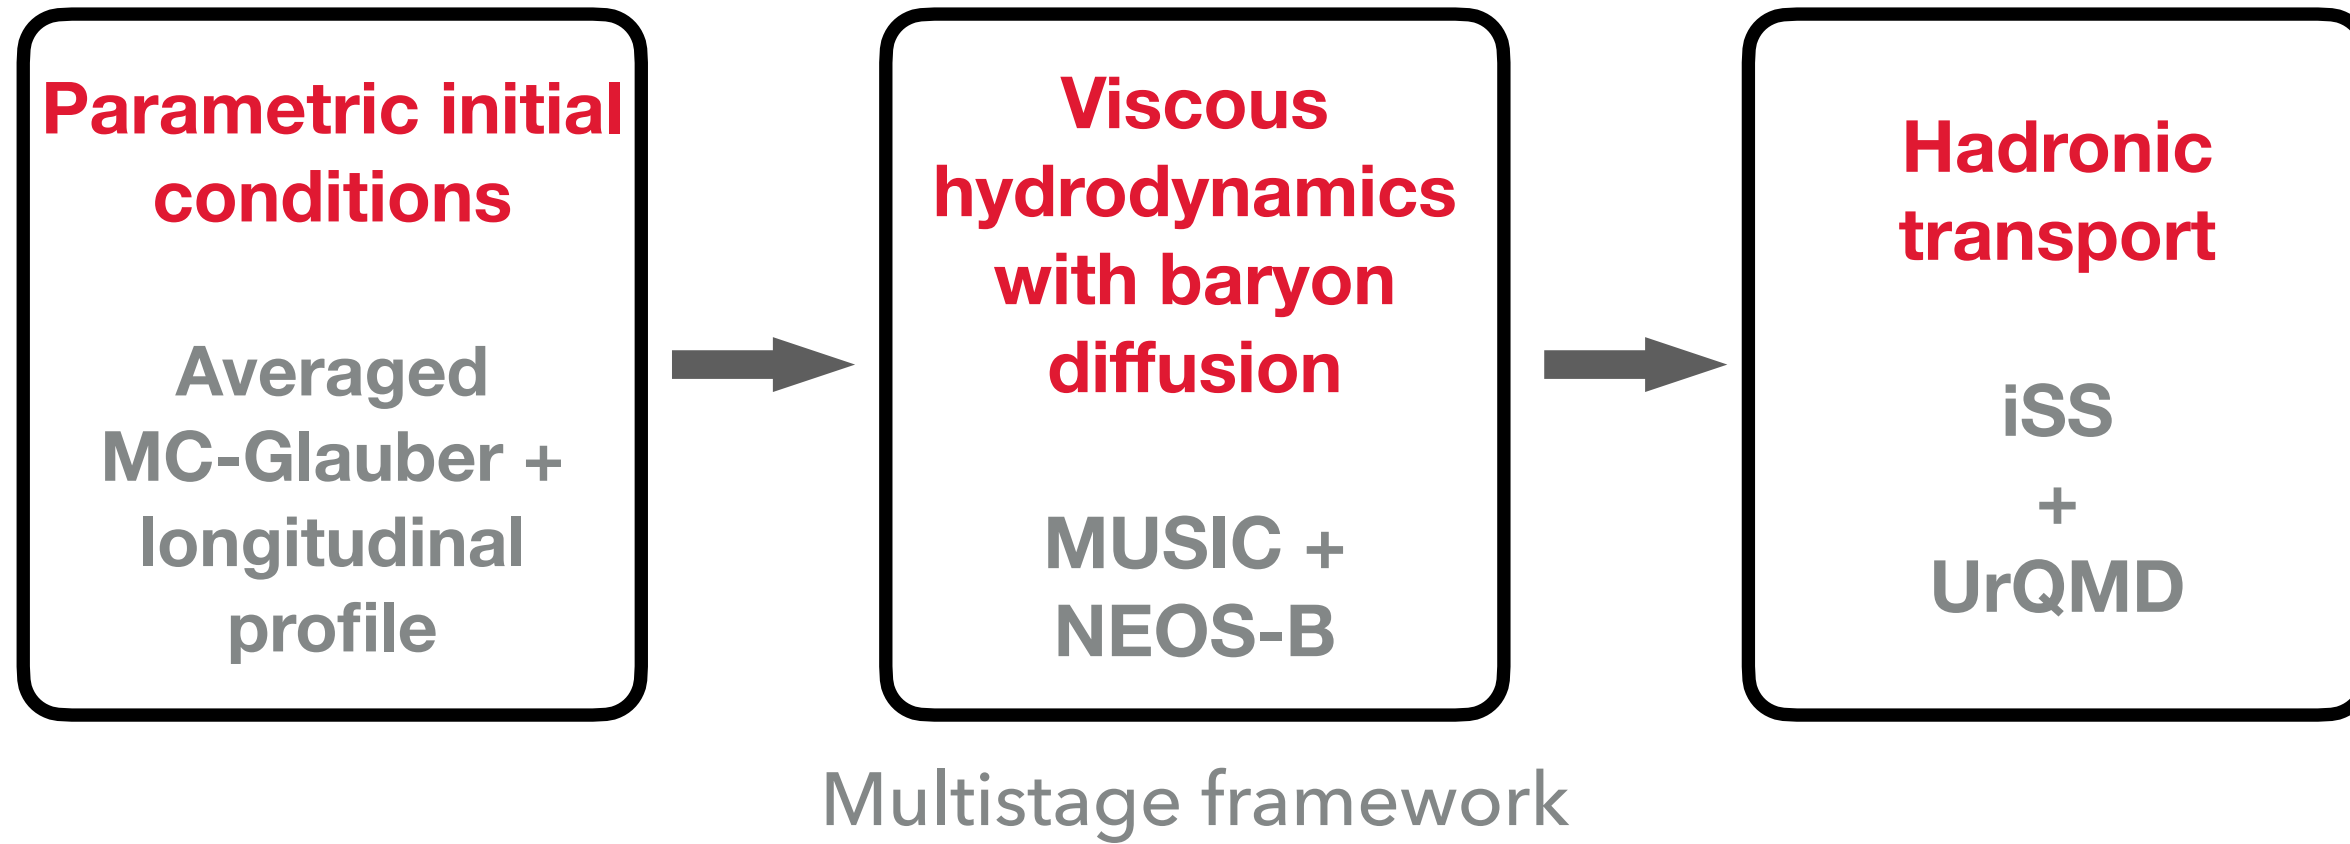 Parametric initial
conditions
Averaged
MC-Glauber +
longitudinal
profile
Viscous
hydrodynamics
with baryon
diffusion
MUSIC +
NEOS-B
Hadronic
transport
iSS
+
UrQMD
Multistage framework